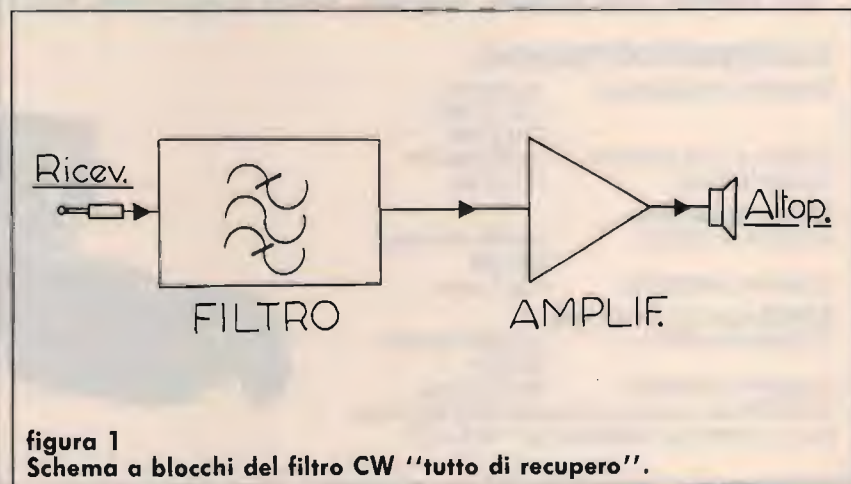 Ricev.
Altop.
FILTRO
AMPLIF.
figura 1
Schema a blocchi del filtro CW "tutto di recupero".